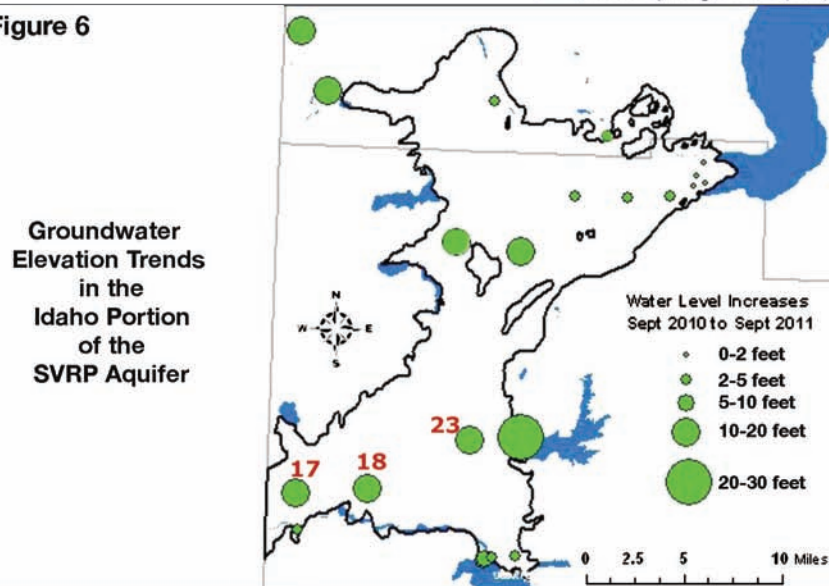 Figure 6
Groundwater
Elevation Trends
in the
Idaho Portion
of the
SVRP Aquifer
N
W E
S
23
17
18
Water Level Increases
Sept 2010 to Sept 2011
0-2 feet
2-5 feet
5-10 feet
10-20 feet
20-30 feet
0 2.5 5 10 Miles